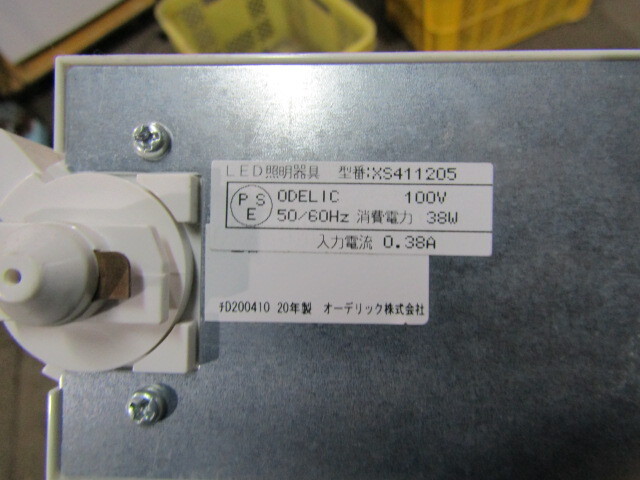 LED照明器具 型番:XS411205
PSE ODELIC 100V
50/60Hz 消費電力 38W
入力電流 0.38A
D200410 20年製 オーデリック株式会社